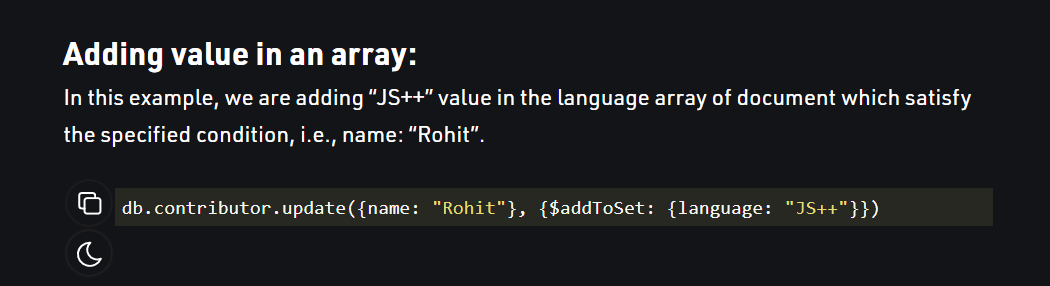 Adding value in an array:
In this example, we are adding “JS++” value in the language array of document which satisfy
the specified condition, i.e., name: “Rohit”.
db.contributor.update({name: "Rohit"}, {$addToSet: {language: "JS++"}})